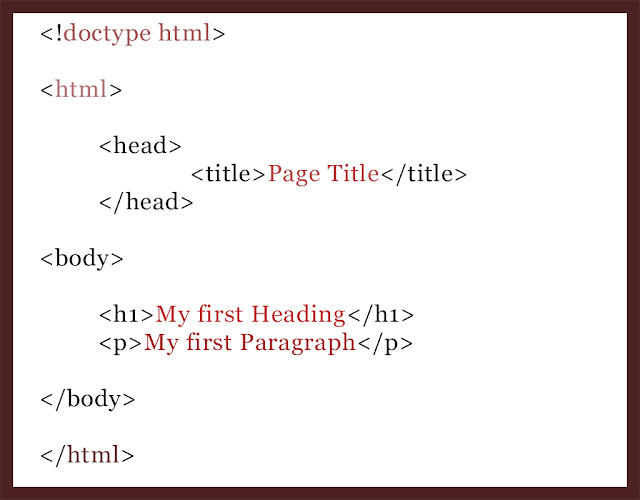 <!doctype html>
<html>
<head>
<title>Page Title</title>
</head>
<body>
<h1>My first Heading</h1>
<p>My first Paragraph</p>
</body>
</html>